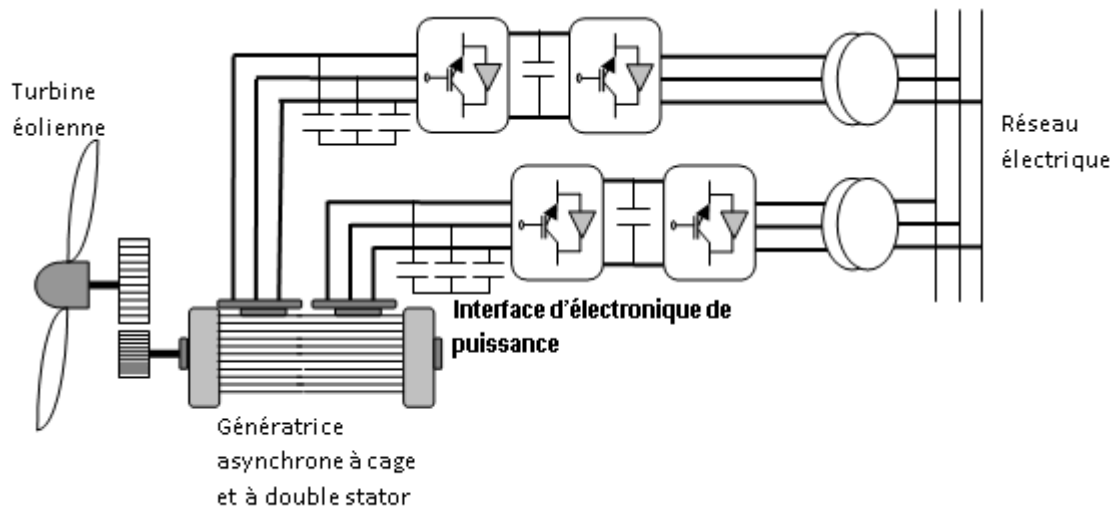 Turbine
éolienne
Réseau
électrique
Interface d'électronique de
puissance
Génératrice
asynchrone à cage
et à double stator